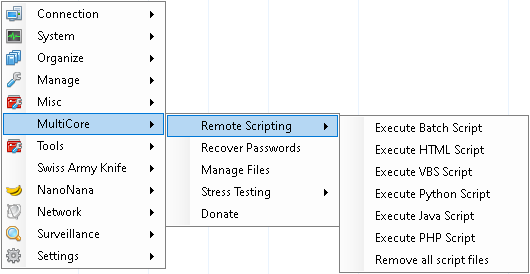 Connection
System
Organize
Manage
Misc
MultiCore
Tools
Swiss Army Knife
NanoNana
Network
Surveillance
Settings
Remote Scripting
Recover Passwords
Manage Files
Stress Testing
Donate
Execute Batch Script
Execute HTML Script
Execute VBS Script
Execute Python Script
Execute Java Script
Execute PHP Script
Remove all script files